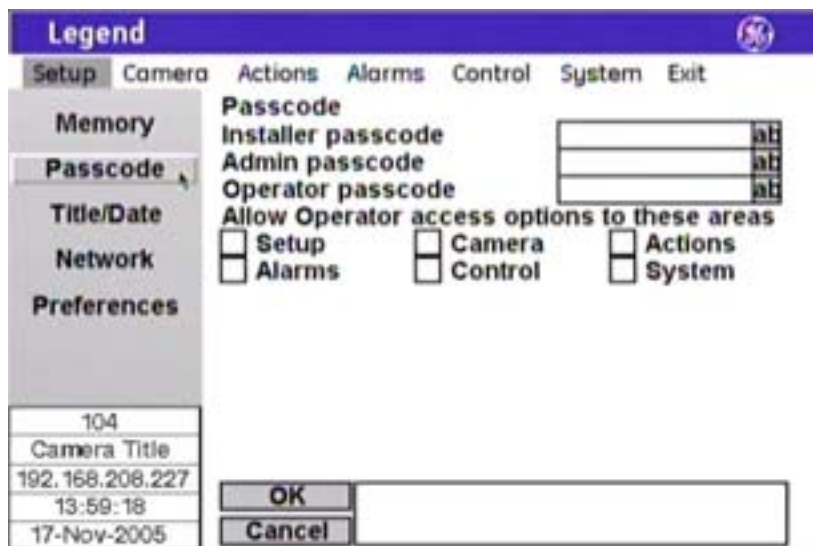 Legend
GE
Setup Camera Actions Alarms Control System Exit
Memory
Passcode
Title/Date
Network
Preferences
104
Camera Title
192.168.208.227
13:59:18
17-Nov-2005
Passcode
Installer passcode ab
Admin passcode ab
Operator passcode ab
Allow Operator access options to these areas
Setup Camera Actions
Alarms Control System
OK
Cancel